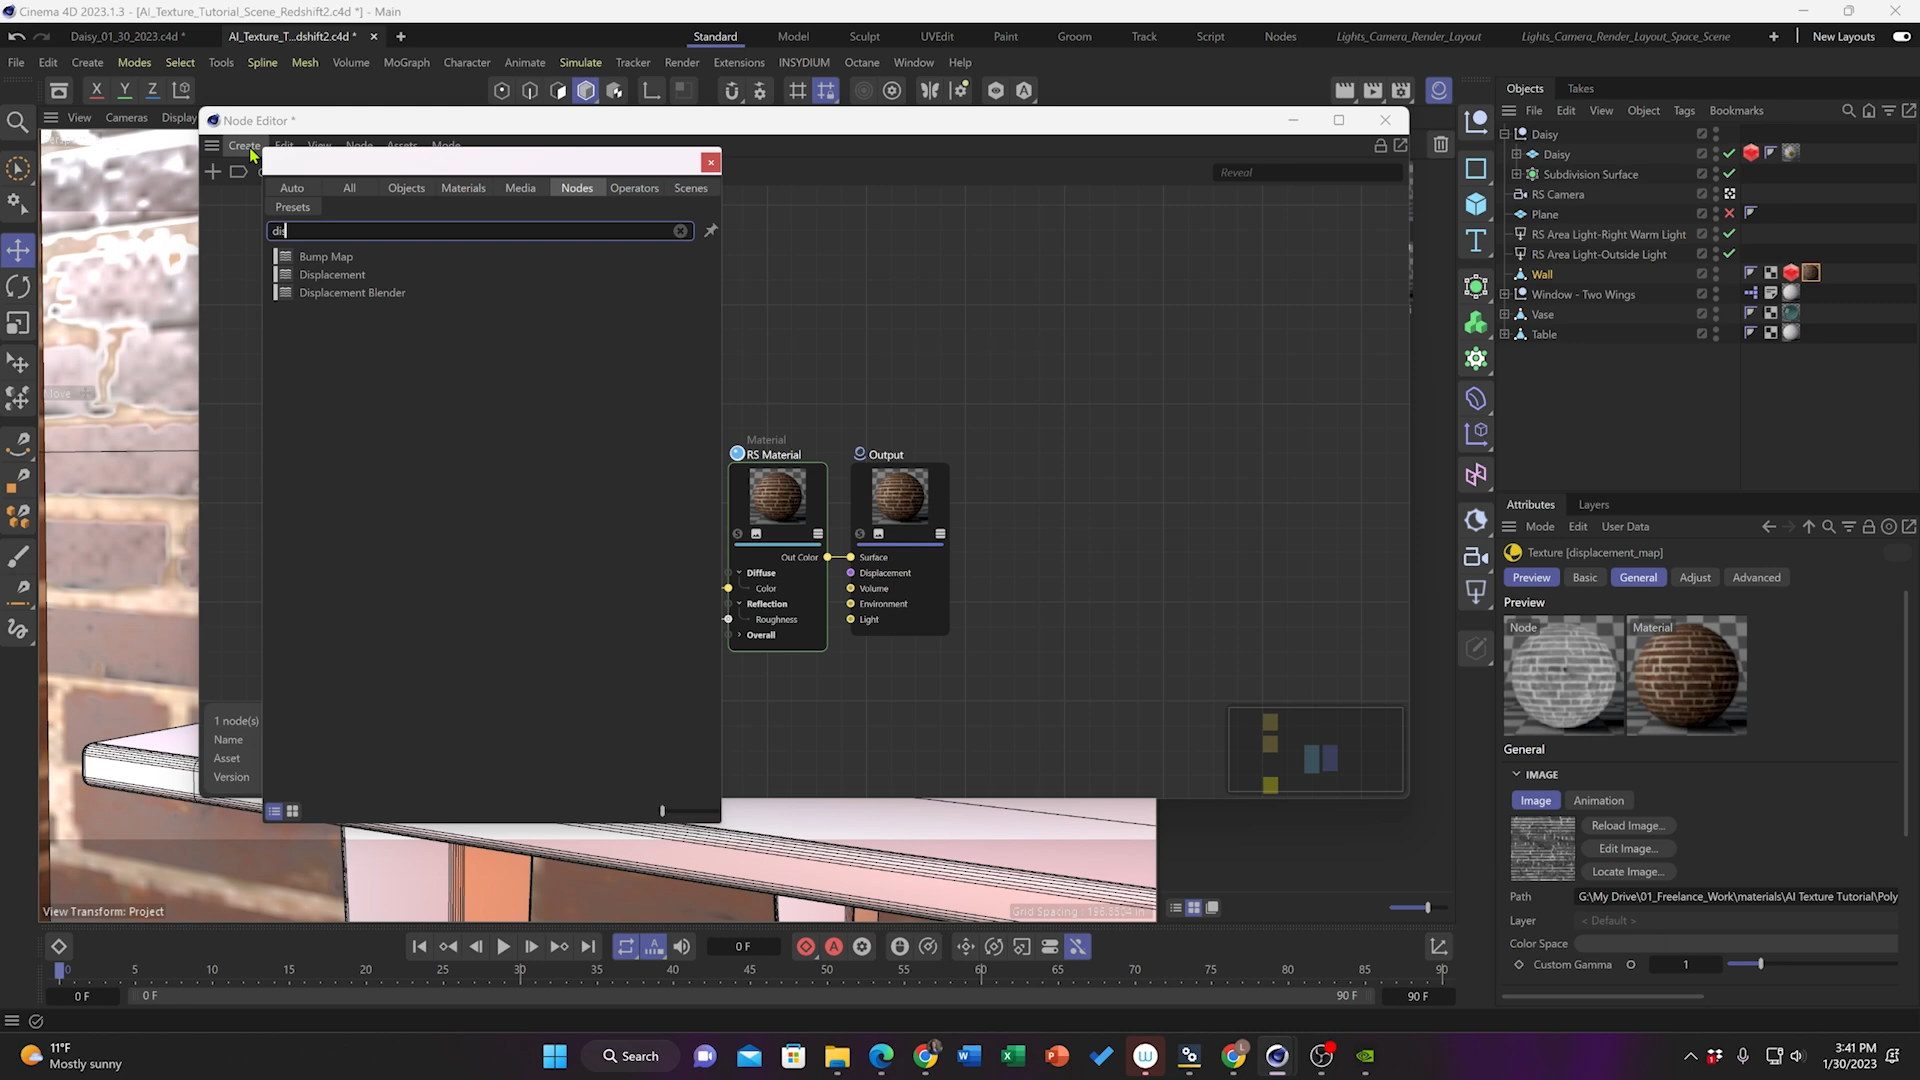 Cinema 4D 2023.1.3 - [AI_Texture_Tutorial_Scene_Redshift2.c4d *] - Main
Daisy_01_30_2023.c4d *
AI_Texture_T...dshift2.c4d *
Standard
Model
Sculpt
UVEdit
Paint
Groom
Track
Script
Nodes
Lights_Camera_Render_Layout
Lights_Camera_Render_Layout_Space_Scene
New Layouts
File Edit Create Modes Select Tools Spline Mesh Volume MoGraph Character Animate Simulate Tracker Render Extensions INSYDIUM Octane Window Help
X Y Z
Objects Takes
View Cameras Display
Node Editor *
File Edit View Object Tags Bookmarks
Create Edit View Node Assets Mode
Reveal
Auto All Objects Materials Media Nodes Operators Scenes
Presets
dis
Bump Map
Displacement
Displacement Blender
Daisy
Daisy
Subdivision Surface
RS Camera
Plane
RS Area Light-Right Warm Light
RS Area Light-Outside Light
Wall
Window - Two Wings
Vase
Table
Move
Material
RS Material
Output
Out Color
Surface
Diffuse
Displacement
Color
Volume
Reflection
Environment
Roughness
Light
Overall
1 node(s)
Name
Asset
Version
Attributes Layers
Mode Edit User Data
Texture [displacement_map]
Preview Basic General Adjust Advanced
Preview
Node
Material
General
IMAGE
Image Animation
Reload Image...
Edit Image...
Locate Image...
Path G:\My Drive\01_Freelance_Work\materials\AI Texture Tutorial\Poly
Layer < Default >
Color Space
Custom Gamma 1
View Transform: Project
0 F
0 5 10 15 20 25 30 35 40 45 50 55 60 65 70 75 80 85 90
0 F
0 F
90 F
90 F
11°F
Mostly sunny
Search
3:41 PM
1/30/2023